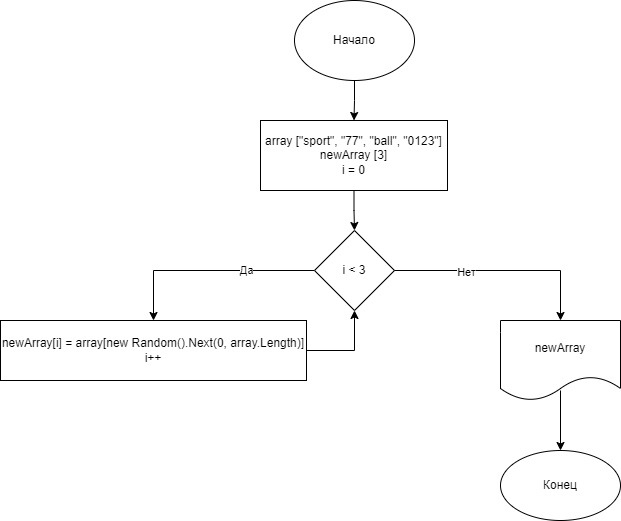 Начало
array ["sport", "77", "ball", "0123"]
newArray [3]
i = 0
i < 3
Да
Нет
newArray[i] = array[new Random().Next(0, array.Length)]
i++
newArray
Конец